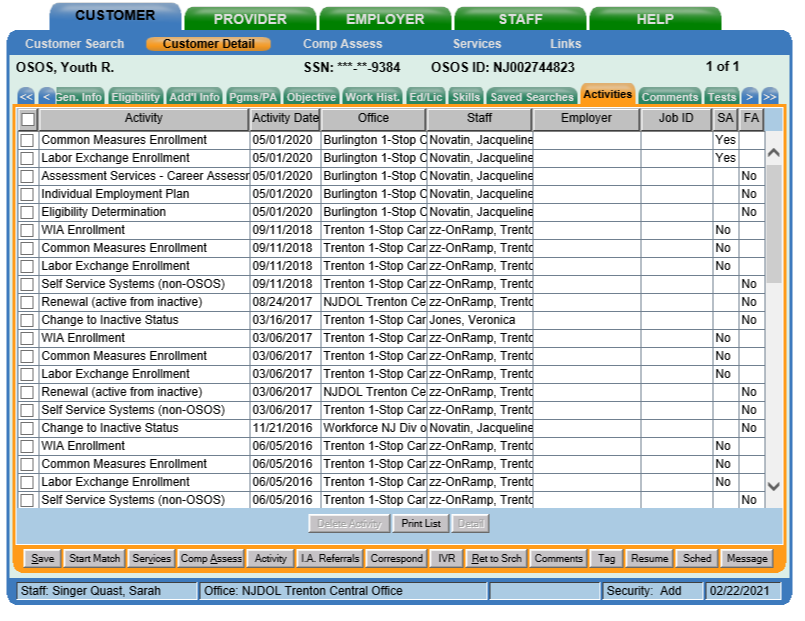 CUSTOMER PROVIDER EMPLOYER STAFF HELP
Customer Search Customer Detail Comp Assess Services Links
OSOS, Youth R. SSN: ***-**-9384 OSOS ID: NJ002744823 1 of 1
<< < Gen. Info Eligibility Add'l Info Pgms/PA Objective Work Hist. Ed/Lic Skills Saved Searches Activities Comments Tests > >>
Activity Activity Date Office Staff Employer Job ID SA FA
Common Measures Enrollment 05/01/2020 Burlington 1-Stop C Novatin, Jacqueline Yes
Labor Exchange Enrollment 05/01/2020 Burlington 1-Stop C Novatin, Jacqueline Yes
Assessment Services - Career Assessr 05/01/2020 Burlington 1-Stop C Novatin, Jacqueline No
Individual Employment Plan 05/01/2020 Burlington 1-Stop C Novatin, Jacqueline No
Eligibility Determination 05/01/2020 Burlington 1-Stop C Novatin, Jacqueline No
WIA Enrollment 09/11/2018 Trenton 1-Stop Car zz-OnRamp, Trento No
Common Measures Enrollment 09/11/2018 Trenton 1-Stop Car zz-OnRamp, Trento No
Labor Exchange Enrollment 09/11/2018 Trenton 1-Stop Car zz-OnRamp, Trento No
Self Service Systems (non-OSOS) 09/11/2018 Trenton 1-Stop Car zz-OnRamp, Trento No
Renewal (active from inactive) 08/24/2017 NJDOL Trenton Ce zz-OnRamp, Trento No
Change to Inactive Status 03/16/2017 Trenton 1-Stop Car Jones, Veronica No
WIA Enrollment 03/06/2017 Trenton 1-Stop Car zz-OnRamp, Trento No
Common Measures Enrollment 03/06/2017 Trenton 1-Stop Car zz-OnRamp, Trento No
Labor Exchange Enrollment 03/06/2017 Trenton 1-Stop Car zz-OnRamp, Trento No
Renewal (active from inactive) 03/06/2017 NJDOL Trenton Ce zz-OnRamp, Trento No
Self Service Systems (non-OSOS) 03/06/2017 Trenton 1-Stop Car zz-OnRamp, Trento No
Change to Inactive Status 11/21/2016 Workforce NJ Div o Novatin, Jacqueline No
WIA Enrollment 06/05/2016 Trenton 1-Stop Car zz-OnRamp, Trento No
Common Measures Enrollment 06/05/2016 Trenton 1-Stop Car zz-OnRamp, Trento No
Labor Exchange Enrollment 06/05/2016 Trenton 1-Stop Car zz-OnRamp, Trento No
Self Service Systems (non-OSOS) 06/05/2016 Trenton 1-Stop Car zz-OnRamp, Trento No
Delete Activity Print List Detail
Save Start Match Services Comp Assess Activity I.A. Referrals Correspond IVR Ret to Srch Comments Tag Resume Sched Message
Staff: Singer Quast, Sarah Office: NJDOL Trenton Central Office Security: Add 02/22/2021